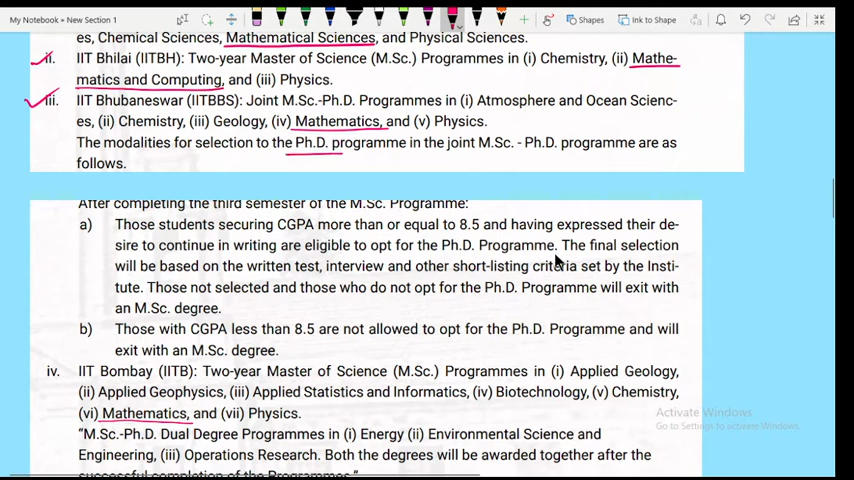 My Notebook » New Section 1
Shapes
Ink to Shape
es, Chemical Sciences, Mathematical Sciences, and Physical Sciences.
ii. IIT Bhilai (IITBH): Two-year Master of Science (M.Sc.) Programmes in (i) Chemistry, (ii) Mathe-
matics and Computing, and (iii) Physics.
iii. IIT Bhubaneswar (IITBBS): Joint M.Sc.-Ph.D. Programmes in (i) Atmosphere and Ocean Scienc-
es, (ii) Chemistry, (iii) Geology, (iv) Mathematics, and (v) Physics.
The modalities for selection to the Ph.D. programme in the joint M.Sc. - Ph.D. programme are as
follows.
After completing the third semester of the M.Sc. Programme:
a) Those students securing CGPA more than or equal to 8.5 and having expressed their de-
sire to continue in writing are eligible to opt for the Ph.D. Programme. The final selection
will be based on the written test, interview and other short-listing criteria set by the Insti-
tute. Those not selected and those who do not opt for the Ph.D. Programme will exit with
an M.Sc. degree.
b) Those with CGPA less than 8.5 are not allowed to opt for the Ph.D. Programme and will
exit with an M.Sc. degree.
iv. IIT Bombay (IITB): Two-year Master of Science (M.Sc.) Programmes in (i) Applied Geology,
(ii) Applied Geophysics, (iii) Applied Statistics and Informatics, (iv) Biotechnology, (v) Chemistry,
(vi) Mathematics, and (vii) Physics.
Activate Windows
Go to Settings to activate Windows.
"M.Sc.-Ph.D. Dual Degree Programmes in (i) Energy (ii) Environmental Science and
Engineering, (iii) Operations Research. Both the degrees will be awarded together after the
successful completion of the Programmes."